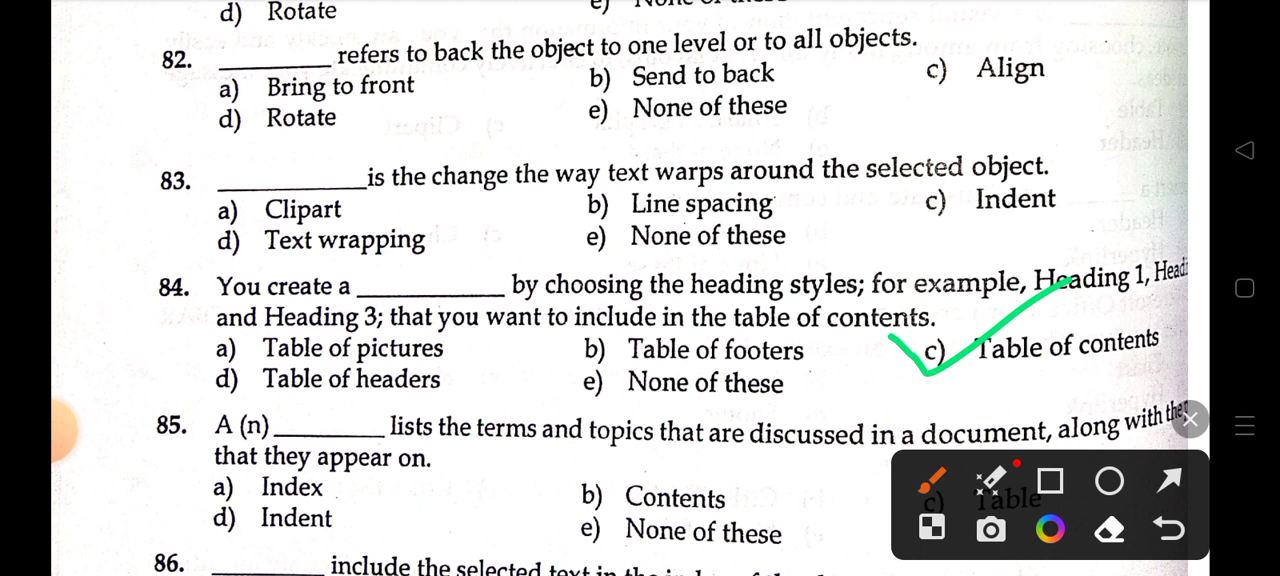 d) Rotate
82. __________ refers to back the object to one level or to all objects.
a) Bring to front b) Send to back c) Align
d) Rotate e) None of these
83. __________ is the change the way text warps around the selected object.
a) Clipart b) Line spacing c) Indent
d) Text wrapping e) None of these
84. You create a __________ by choosing the heading styles; for example, Heading 1,
and Heading 3; that you want to include in the table of contents.
a) Table of pictures b) Table of footers c) Table of contents
d) Table of headers e) None of these
85. A (n) __________ lists the terms and topics that are discussed in a document, along with
that they appear on.
a) Index b) Contents c) Table
d) Indent e) None of these
86. __________ include the selected text in the